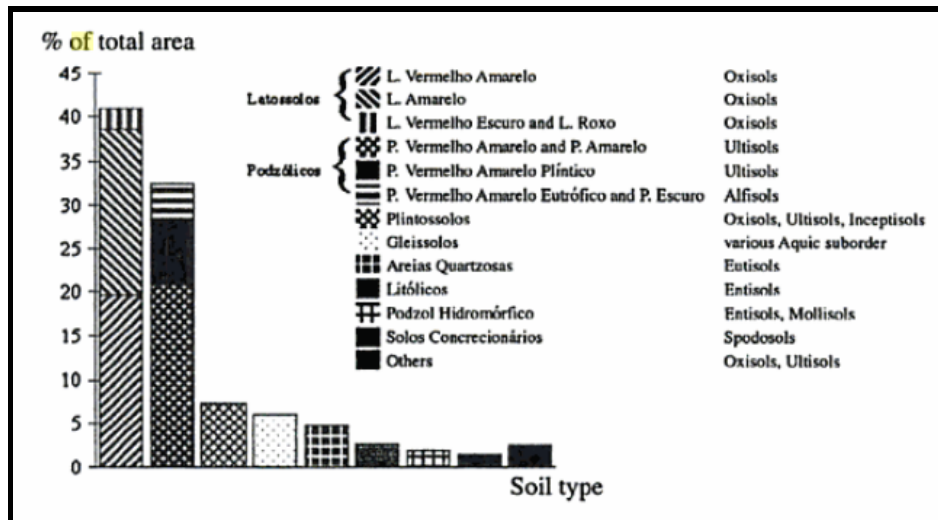 % of total area
45
40
35
30
25
20
15
10
5
0
Latossolos
L. Vermelho Amarelo Oxisols
L. Amarelo Oxisols
L. Vermelho Escuro and L. Roxo Oxisols
Podzólicos
P. Vermelho Amarelo and P. Amarelo Ultisols
P. Vermelho Amarelo Plíntico Ultisols
P. Vermelho Amarelo Eutrófico and P. Escuro Alfisols
Plintossolos Oxisols, Ultisols, Inceptisols
Gleissolos various Aquic suborder
Areias Quartzosas Eutisols
Litólicos Entisols
Podzol Hidromórfico Entisols, Mollisols
Solos Concrecionários Spodosols
Others Oxisols, Ultisols
Soil type